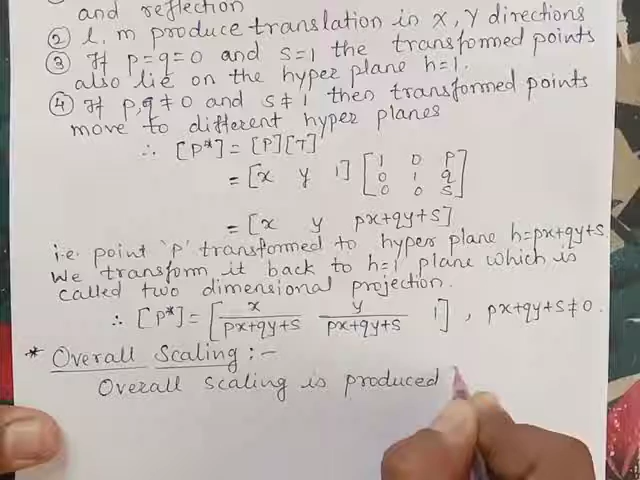 and reflection
② l, m produce translation in x, y directions
③ If p=q=0 and s=1 the transformed points
also lie on the hyper plane h=1.
④ If p,q ≠ 0 and s ≠ 1 then transformed points
move to different hyper planes
∴ [P*] = [P][T]
= [x y 1] [1 0 p
0 1 q
0 0 s]
= [x y px+qy+s]
i.e. point 'P' transformed to hyper plane h=px+qy+s.
We transform it back to h=1 plane which is
called two dimensional projection.
∴ [P*] = [x/(px+qy+s) y/(px+qy+s) 1], px+qy+s≠0.
* Overall Scaling :-
Overall scaling is produced